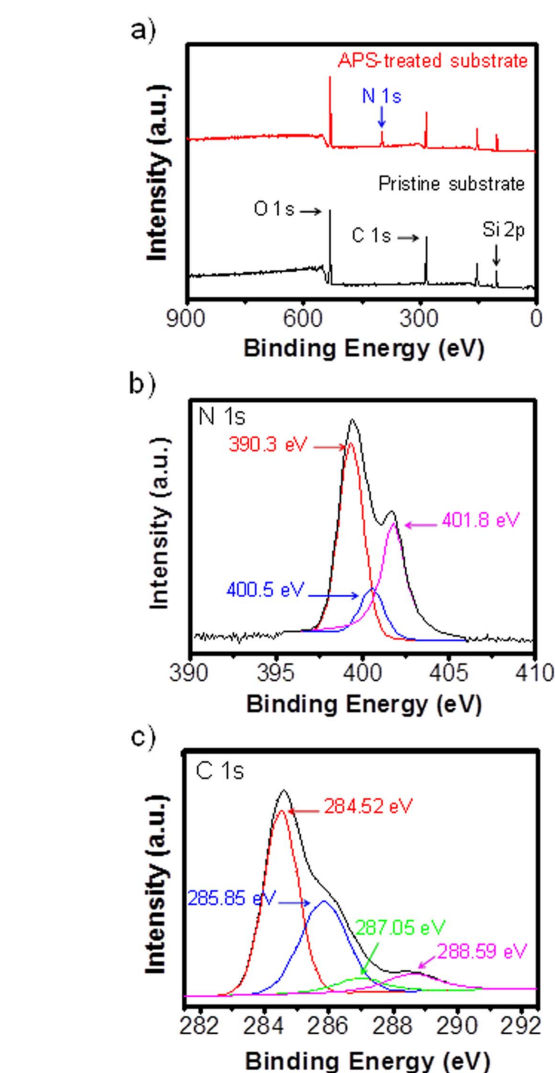 a)
APS-treated substrate
N 1s
Pristine substrate
O 1s
C 1s
Si 2p
Intensity (a.u.)
900 600 300 0
Binding Energy (eV)
b)
N 1s
390.3 eV
401.8 eV
400.5 eV
Intensity (a.u.)
390 395 400 405 410
Binding Energy (eV)
c)
C 1s
284.52 eV
285.85 eV
287.05 eV
288.59 eV
Intensity (a.u.)
282 284 286 288 290 292
Binding Energy (eV)